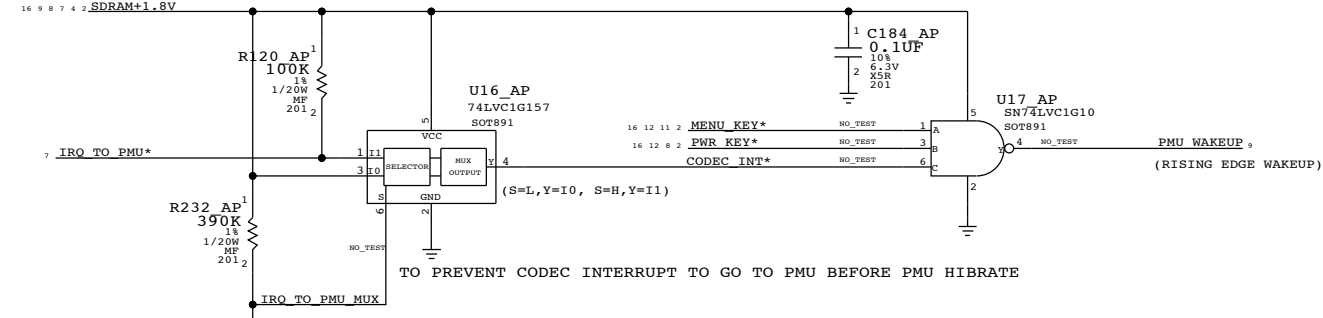 16 9 8 7 4 2 SDRAM+1.8V
R120_AP 1
100K
1%
1/20W
MF
201 2
1 C184_AP
0.1UF
10%
6.3V
2 X5R
201
U16_AP
74LVC1G157
SOT891
5
VCC
U17_AP
SN74LVC1G10
SOT891
5
7 IRQ_TO_PMU*
1 I1
3 I0
SELECTOR
MUX
OUTPUT
Y 4
S GND
6 2
(S=L,Y=I0, S=H,Y=I1)
16 12 11 2 MENU_KEY* NO_TEST 1 A
16 12 8 2 PWR_KEY* NO_TEST 3 B
CODEC_INT* NO_TEST 6 C
Y 4 NO_TEST PMU_WAKEUP 9
(RISING EDGE WAKEUP)
2
R232_AP 1
390K
1%
1/20W
MF
201 2
NO_TEST
TO PREVENT CODEC INTERRUPT TO GO TO PMU BEFORE PMU HIBRATE
IRQ_TO_PMU_MUX